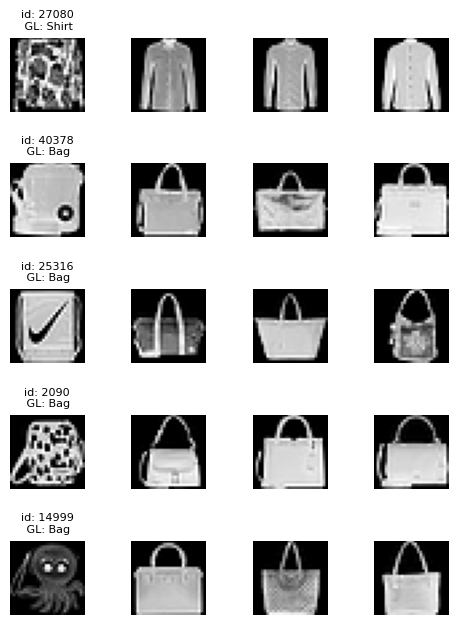 id: 27080
GL: Shirt
id: 40378
GL: Bag
id: 25316
GL: Bag
id: 2090
GL: Bag
id: 14999
GL: Bag